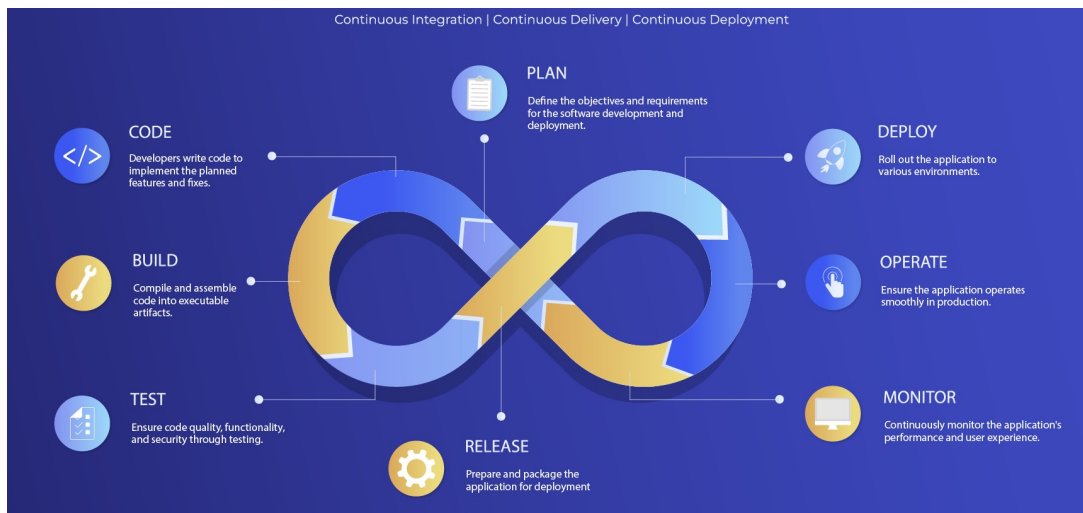 Continuous Integration | Continuous Delivery | Continuous Deployment
PLAN
Define the objectives and requirements
for the software development and
deployment.
CODE
</>
Developers write code to
implement the planned
features and fixes.
DEPLOY
Roll out the application to
various environments.
BUILD
Compile and assemble
code into executable
artifacts.
OPERATE
Ensure the application operates
smoothly in production.
TEST
Ensure code quality, functionality,
and security through testing.
MONITOR
Continuously monitor the application's
performance and user experience.
RELEASE
Prepare and package the
application for deployment